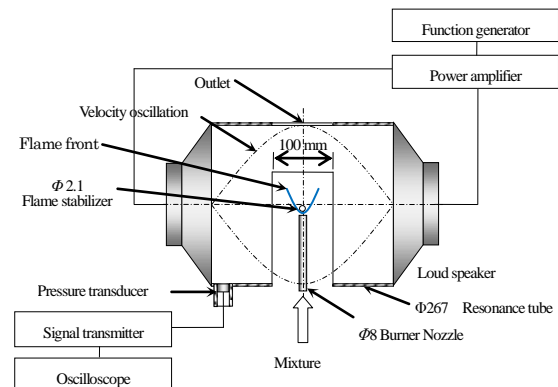 Function generator
Outlet
Power amplifier
Velocity oscillation
Flame front
100 mm
Φ 2.1
Flame stabilizer
Loud speaker
Pressure transducer
Φ267 Resonance tube
Φ8 Burner Nozzle
Signal transmitter
Mixture
Oscilloscope